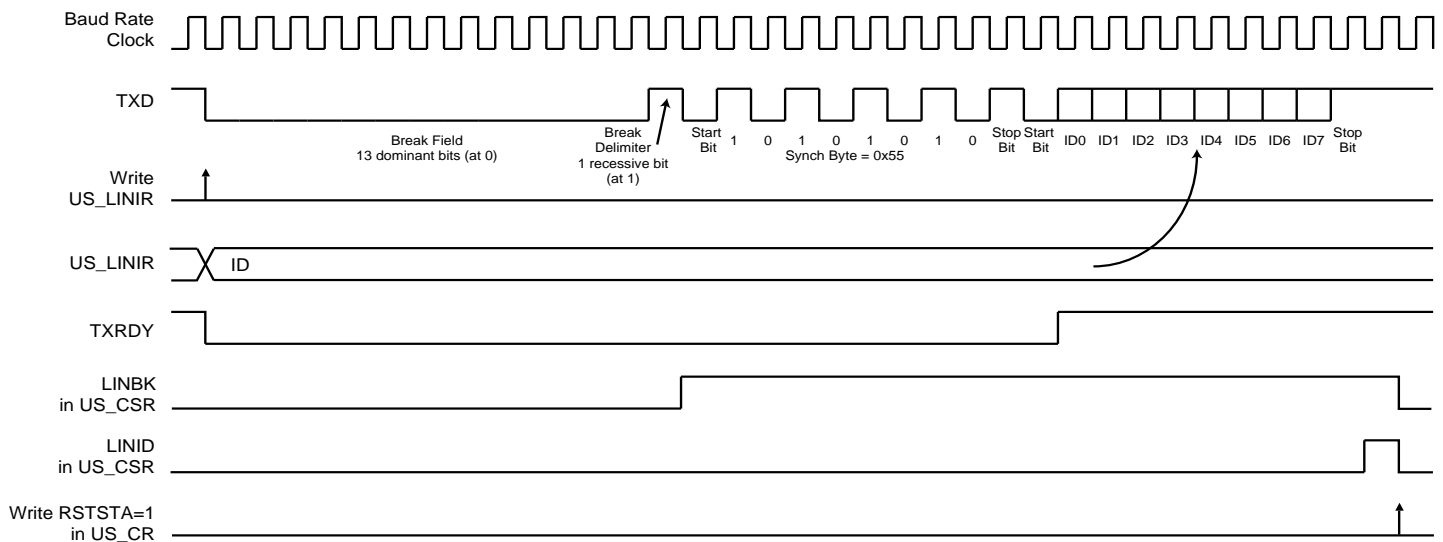 Baud Rate
Clock
TXD
Break Field
13 dominant bits (at 0)
Break
Delimiter
1 recessive bit
(at 1)
Start
Bit
1 0 1 0 1 0 1 0
Synch Byte = 0x55
Stop
Bit
Start
Bit
ID0 ID1 ID2 ID3 ID4 ID5 ID6 ID7
Stop
Bit
Write
US_LINIR
US_LINIR
ID
TXRDY
LINBK
in US_CSR
LINID
in US_CSR
Write RSTSTA=1
in US_CR